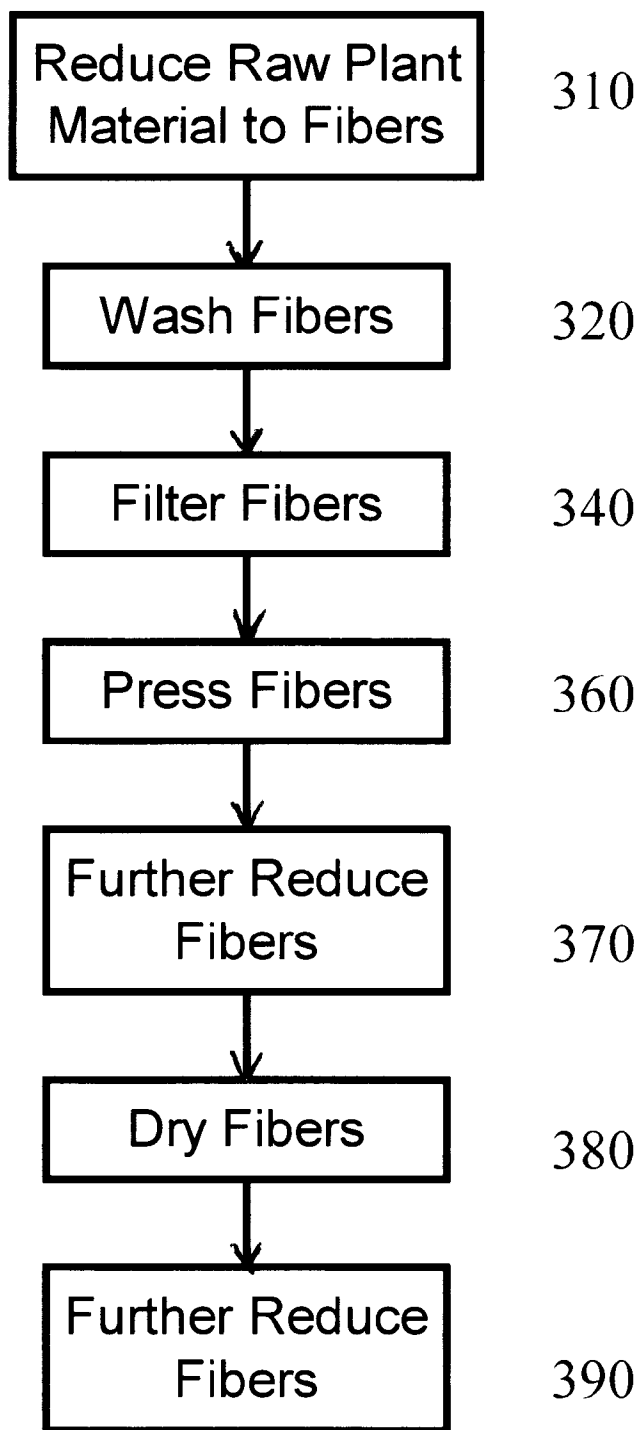 Reduce Raw Plant
Material to Fibers
310
Wash Fibers
320
Filter Fibers
340
Press Fibers
360
Further Reduce
Fibers
370
Dry Fibers
380
Further Reduce
Fibers
390